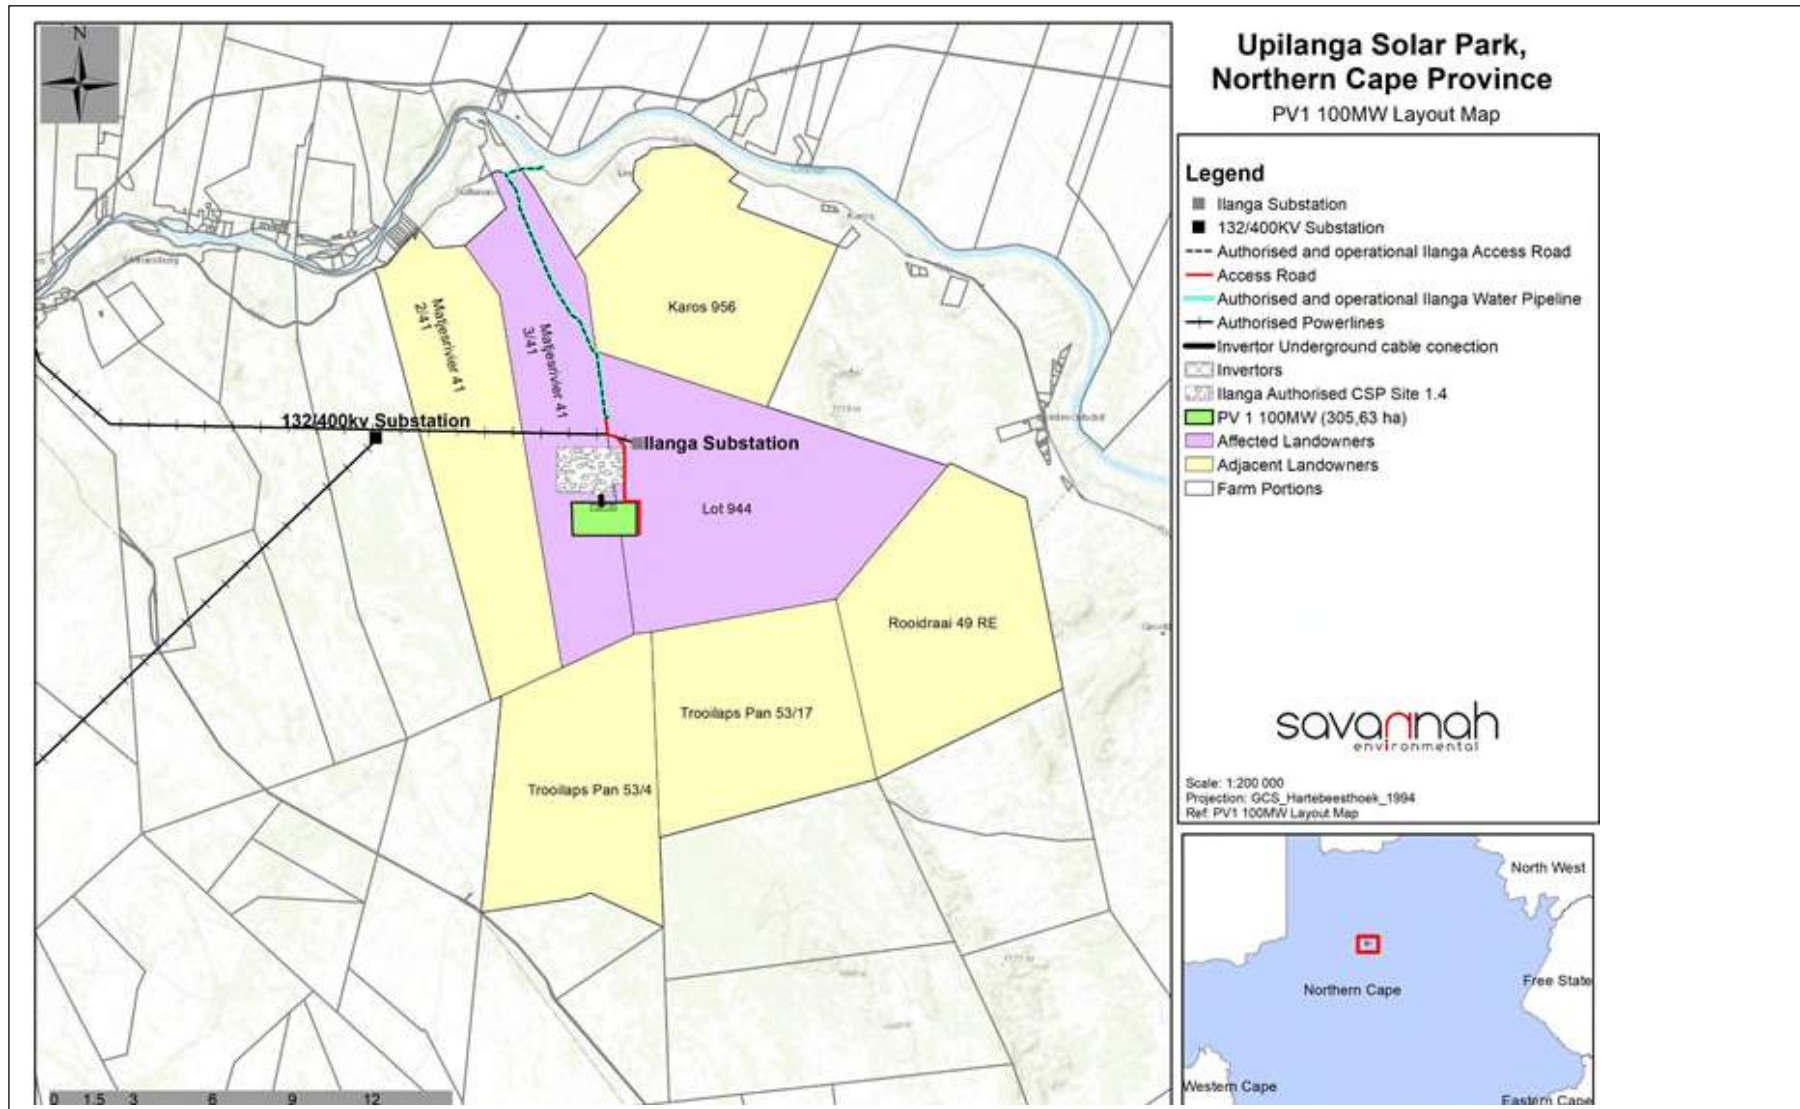 N
Upilanga Solar Park,
Northern Cape Province
PV1 100MW Layout Map
Legend
Ilanga Substation
132/400KV Substation
Authorised and operational Ilanga Access Road
Access Road
Authorised and operational Ilanga Water Pipeline
Authorised Powerlines
Invertor Underground cable conection
Invertors
Ilanga Authorised CSP Site 1.4
PV 1 100MW (305,63 ha)
Affected Landowners
Adjacent Landowners
Farm Portions
savannah
environmental
Scale: 1:200 000
Projection: GCS_Hartebeesthoek_1994
Ref: PV1 100MW Layout Map
Karos
Karos 956
Matjesrivier 41
2/41
Matjesrivier 41
3/41
132/400kv Substation
Ilanga Substation
Lot 944
Rooidraai 49 RE
Trooilaps Pan 53/17
Trooilaps Pan 53/4
0 1.5 3 6 9 12
North West
Northern Cape
Free State
Western Cape
Eastern Cape